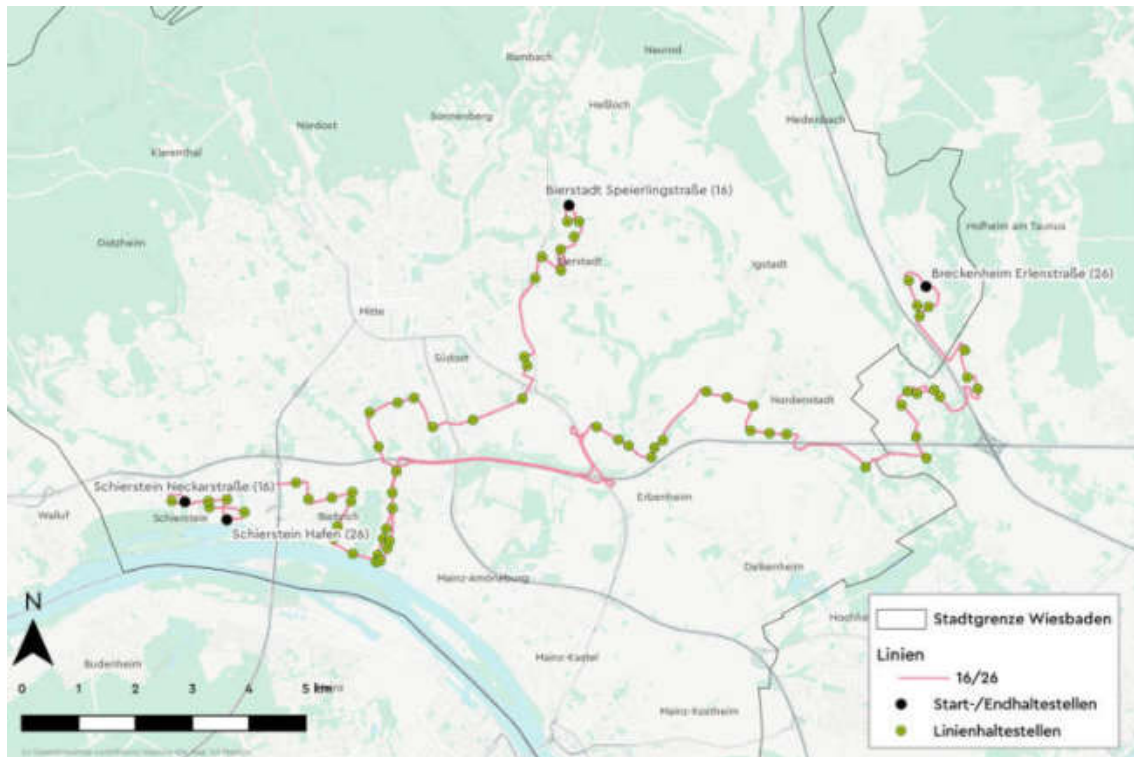 Naurod
Rambach
Heßloch
Sonnenberg
Medenbach
Nordost
Klarenthal
Bierstadt Speierlingstraße (16)
Hofheim am Taunus
Dotzheim
Bierstadt
Igstadt
Breckenheim Erlenstraße (26)
Mitte
Südost
Nordenstadt
Schierstein Neckarstraße (16)
Erbenheim
Walluf
Schierstein
Biebrich
Schierstein Hafen (26)
Mainz-Amöneburg
Delkenheim
N
Stadtgrenze Wiesbaden
Linien
16/26
Start-/Endhaltestellen
Linienhaltestellen
Budenheim
Mainz-Kastel
Mainz-Kostheim
0 1 2 3 4 5 km